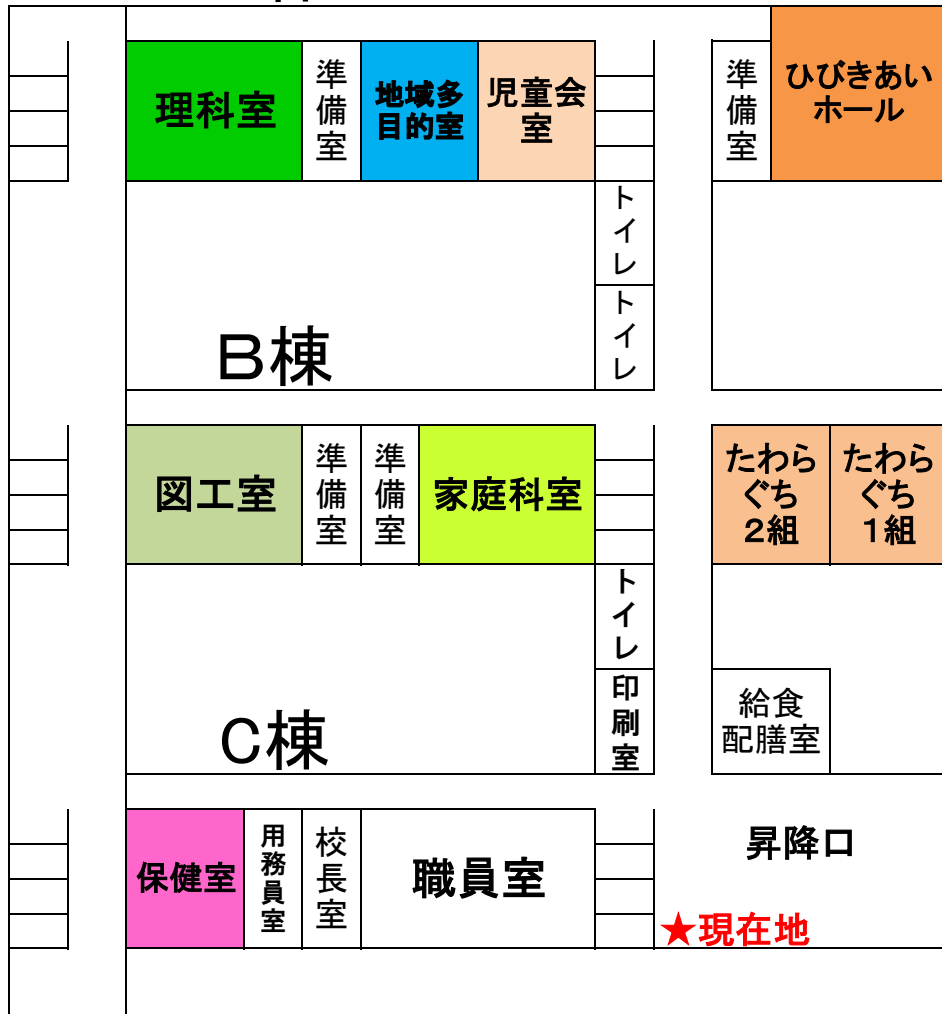 理科室
準備室
地域多
目的室
児童会
室
準備室
ひびきあい
ホール
トイレ
トイレ
B棟
図工室
準備室
準備室
家庭科室
たわら
ぐち
2組
たわら
ぐち
1組
トイレ
印刷室
給食
配膳室
C棟
保健室
用務員室
校長室
職員室
昇降口
★現在地